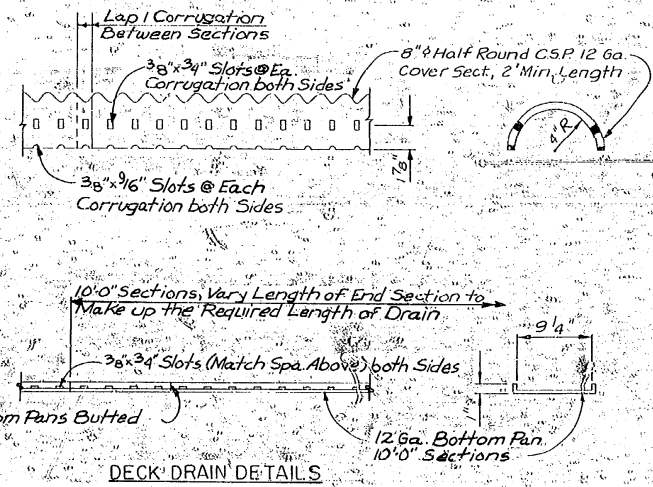 Lap 1 Corrugation
Between Sections
3/8"x3/4" Slots @ Ea.
Corrugation both Sides
8"φ Half Round C.S.P. 12 Ga.
Cover Sect., 2' Min. Length
4" R
1 7/8"
3/8"x9/16" Slots @ Each
Corrugation both Sides
10'-0" Sections, Vary Length of End Section to
Make up the Required Length of Drain
9 1/4"
3/8"x3/4" Slots (Match Spa. Above) both Sides
1"
om Pans Butted
12 Ga. Bottom Pan
10'-0" Sections
DECK DRAIN DETAILS